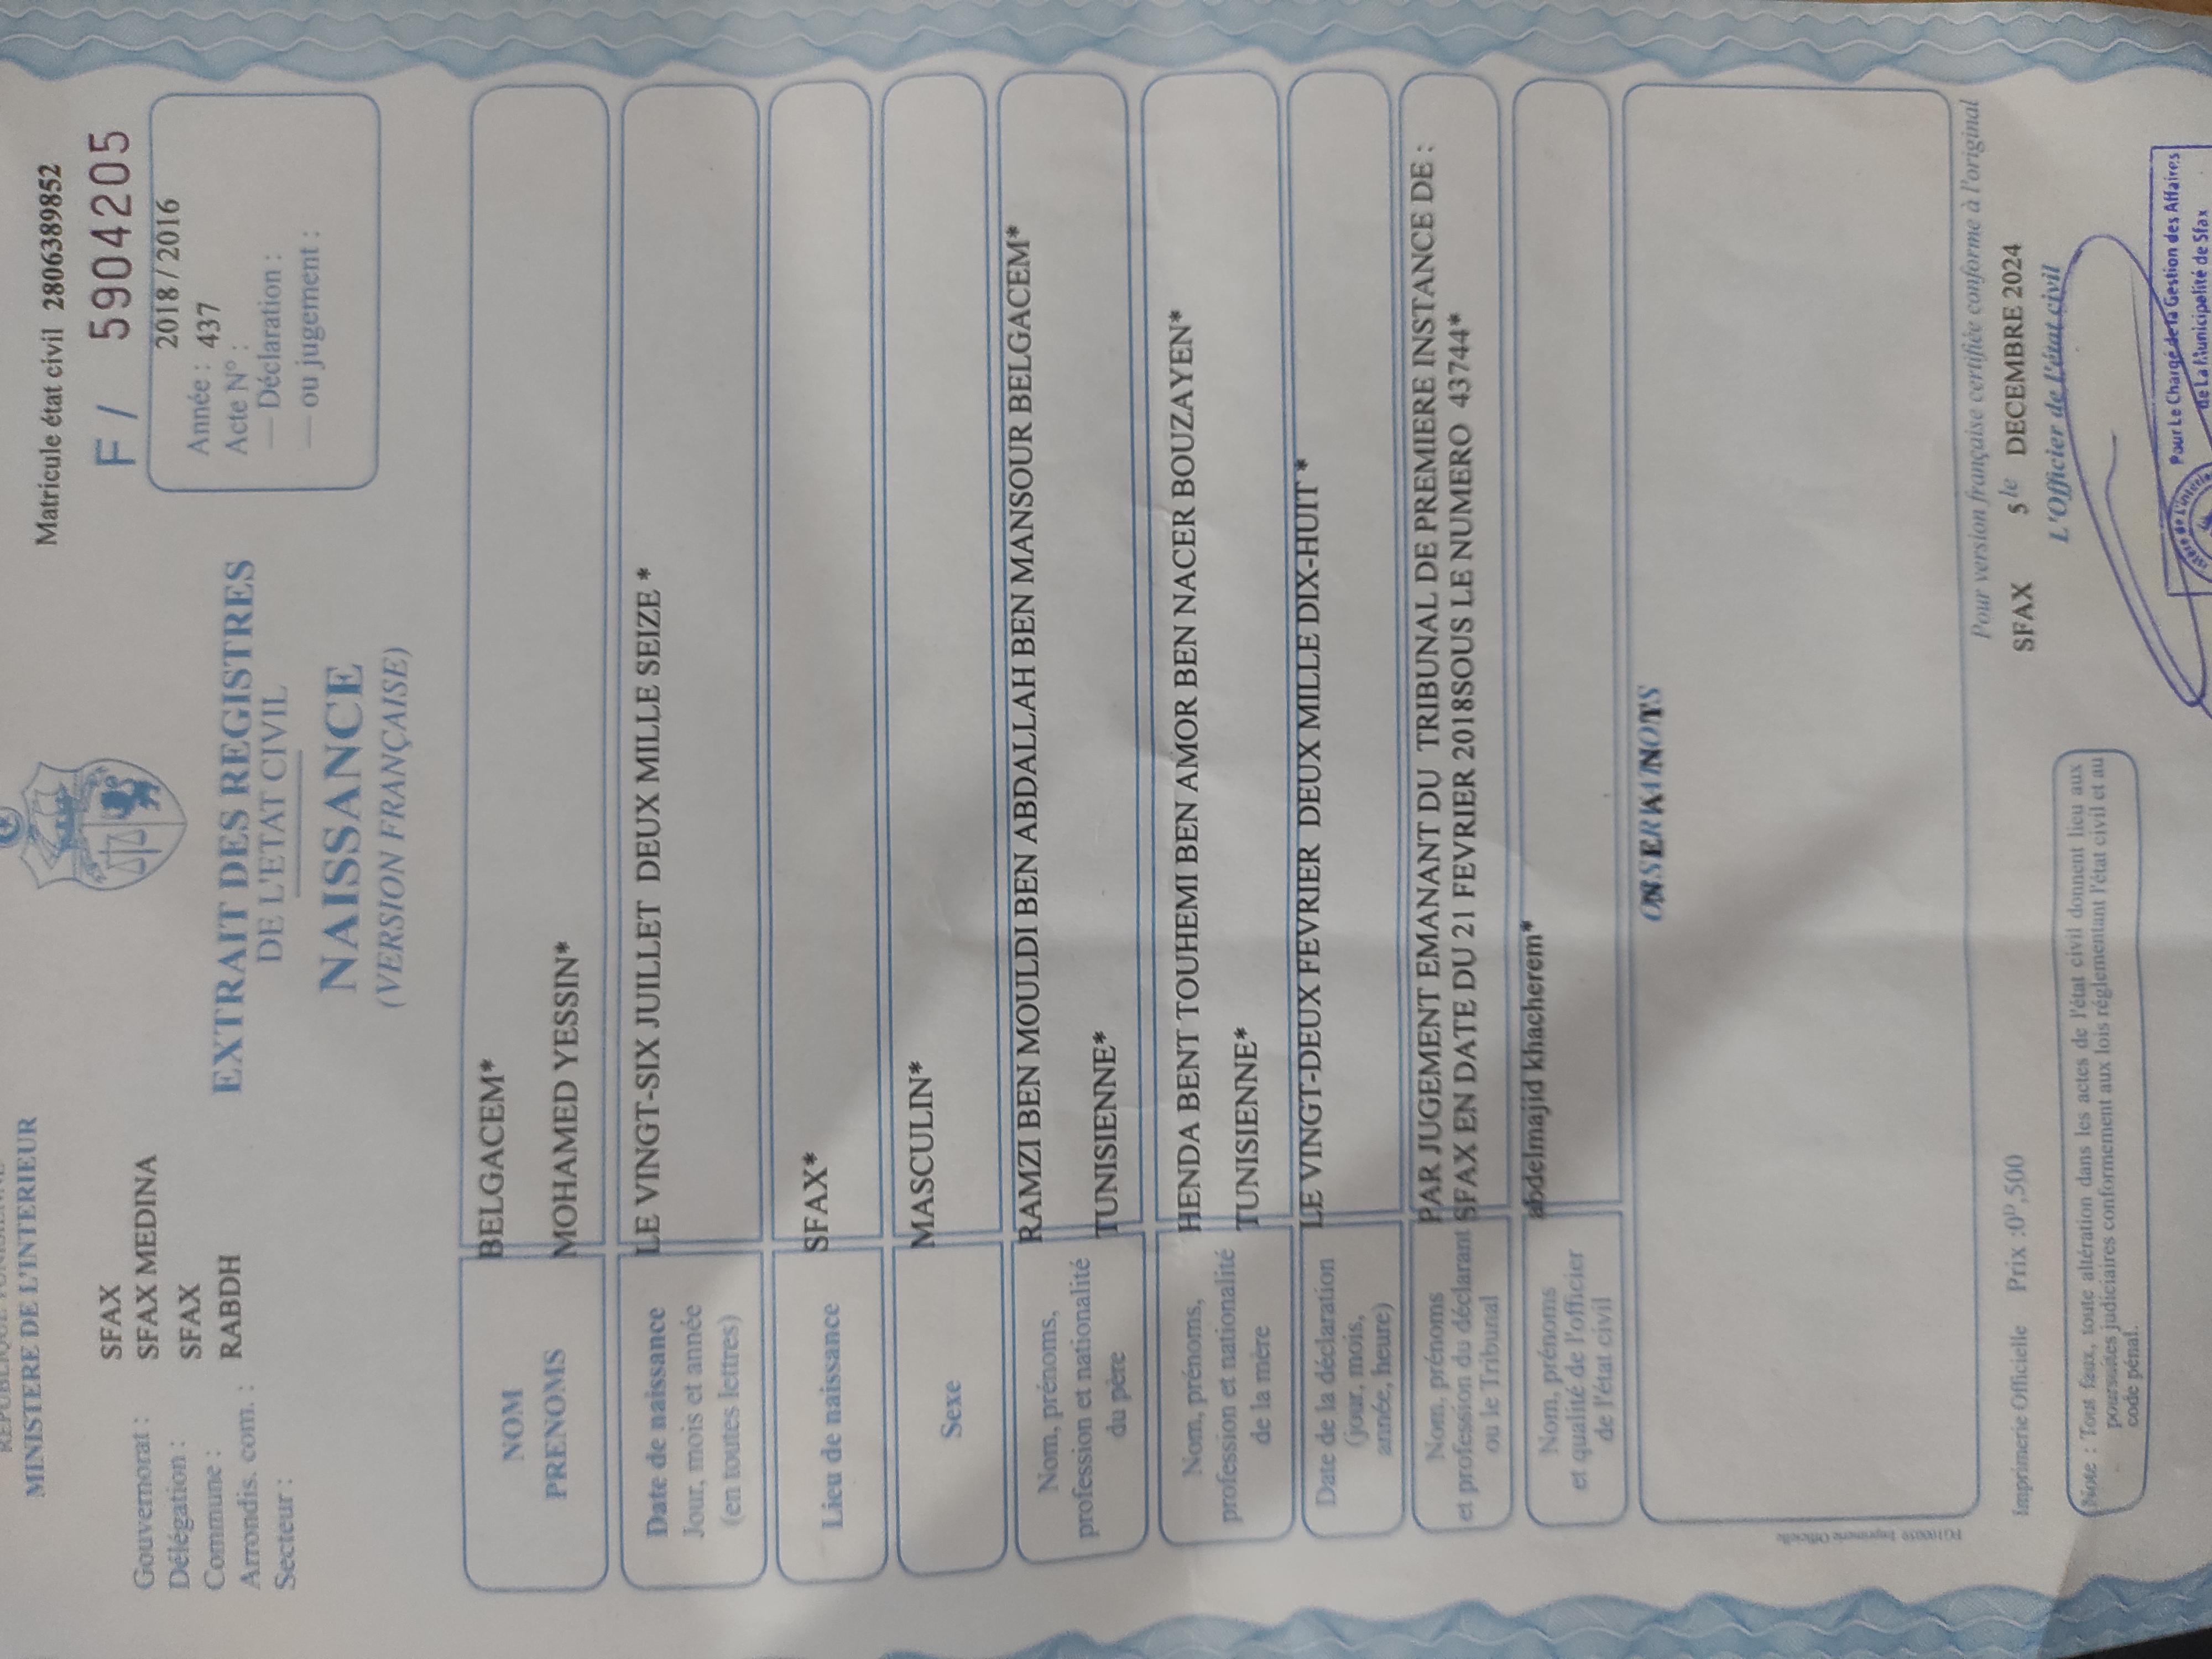 MINISTERE DE L'INTERIEUR
Matricule état civil 2806389852
F / 5904205
Gouvernorat : SFAX
Délégation : SFAX MEDINA
Commune : SFAX
Arrondis. com. : RABDH
Secteur :
2018 / 2016
Année : 437
Acte N° :
— Déclaration :
— ou jugement :
EXTRAIT DES REGISTRES
DE L'ETAT CIVIL
NAISSANCE
(VERSION FRANÇAISE)
NOM BELGACEM*
PRENOMS MOHAMED YESSIN*
Date de naissance LE VINGT-SIX JUILLET DEUX MILLE SEIZE *
Jour, mois et année
(en toutes lettres)
Lieu de naissance SFAX*
Sexe MASCULIN*
Nom, prénoms, RAMZI BEN MOULDI BEN ABDALLAH BEN MANSOUR BELGACEM*
profession et nationalité
du père TUNISIENNE*
Nom, prénoms, HENDA BENT TOUHEMI BEN AMOR BEN NACER BOUZAYEN*
profession et nationalité
de la mère TUNISIENNE*
Date de la déclaration LE VINGT-DEUX FEVRIER DEUX MILLE DIX-HUIT *
(jour, mois,
année, heure)
Nom, prénoms PAR JUGEMENT EMANANT DU TRIBUNAL DE PREMIERE INSTANCE DE :
et profession du déclarant SFAX EN DATE DU 21 FEVRIER 2018SOUS LE NUMERO 43744*
ou le Tribunal
Nom, prénoms abdelmajid khacherem*
et qualité de l'officier
de l'état civil
Pour version française certifiée conforme à l'original
SFAX 5 le DECEMBRE 2024
L'Officier de l'état civil
Imprimerie Officielle Prix :0ᴰ,500
Note : Tout faux, toute altération dans les actes de l'état civil donnent lieu aux
poursuites judiciaires conformement aux lois réglementant l'état civil et au
code pénal.
Pour Le Chargé de la Gestion des Affaires
de La Municipalité de Sfax